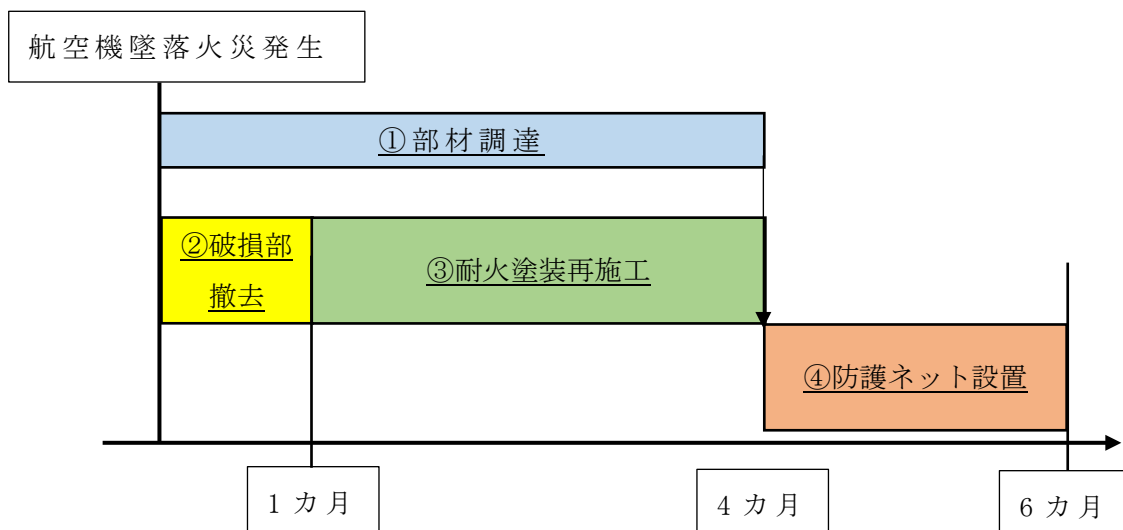 航空機墜落火災発生
①部材調達
②破損部
撤去
③耐火塗装再施工
④防護ネット設置
1カ月
4カ月
6カ月